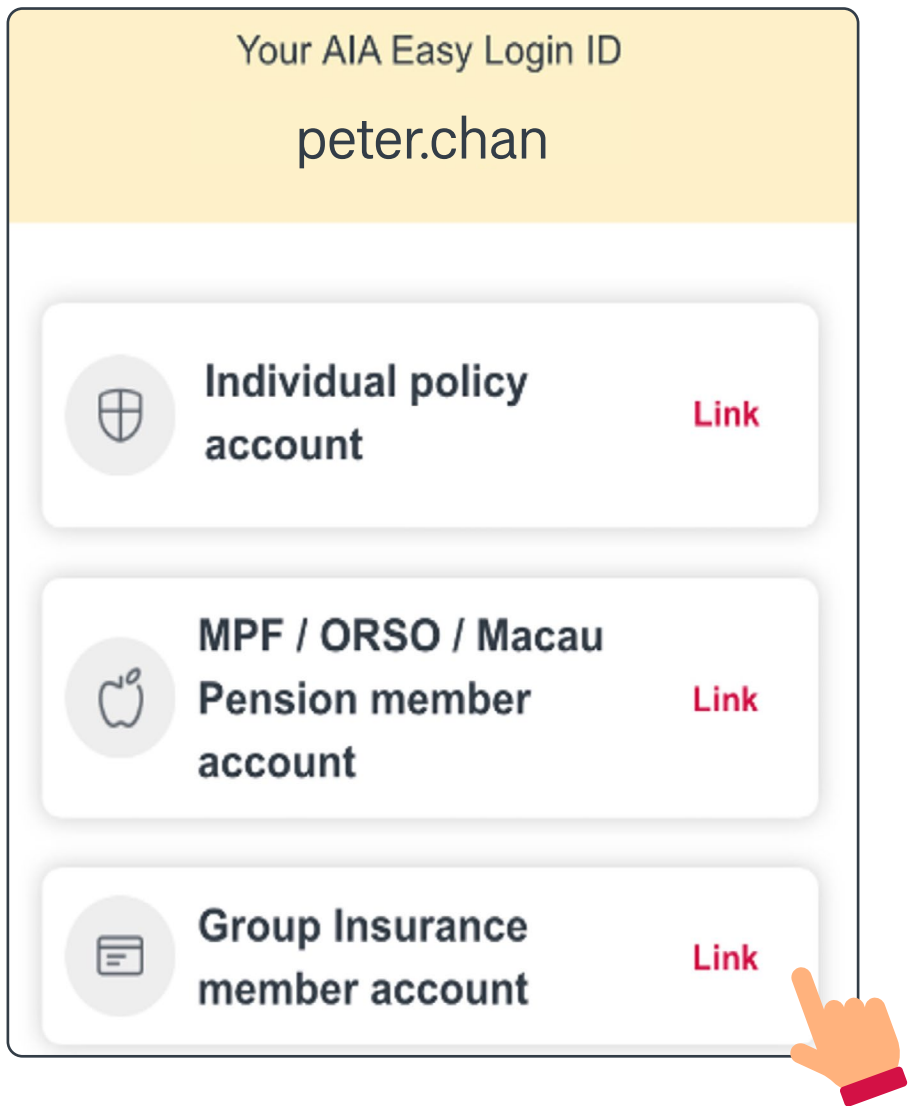 Your AIA Easy Login ID
peter.chan
Individual policy
account
Link
MPF / ORSO / Macau
Pension member
account
Link
Group Insurance
member account
Link